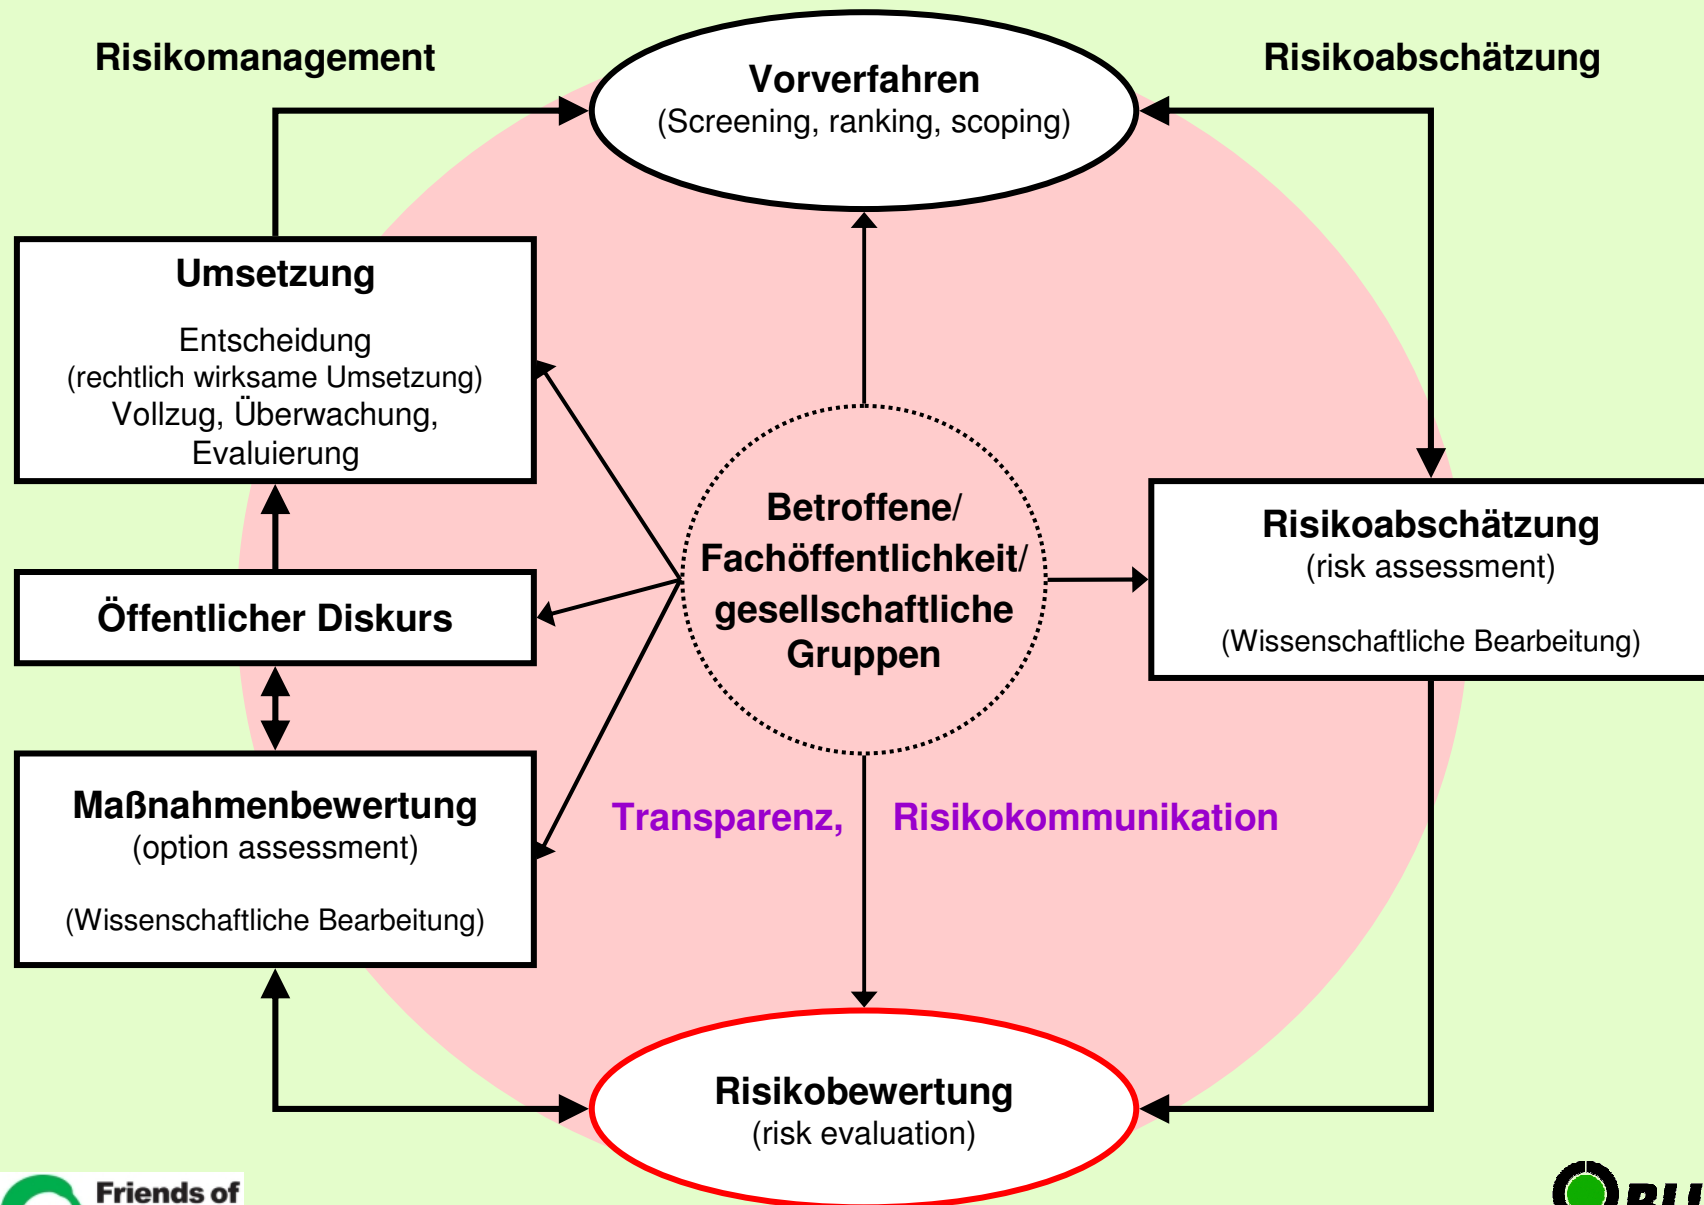 Risikomanagement
Risikoabschätzung
Vorverfahren
(Screening, ranking, scoping)
Umsetzung
Entscheidung
(rechtlich wirksame Umsetzung)
Vollzug, Überwachung,
Evaluierung
Betroffene/
Fachöffentlichkeit/
gesellschaftliche
Gruppen
Risikoabschätzung
(risk assessment)
(Wissenschaftliche Bearbeitung)
Öffentlicher Diskurs
Maßnahmenbewertung
(option assessment)
(Wissenschaftliche Bearbeitung)
Transparenz, Risikokommunikation
Risikobewertung
(risk evaluation)
Friends of